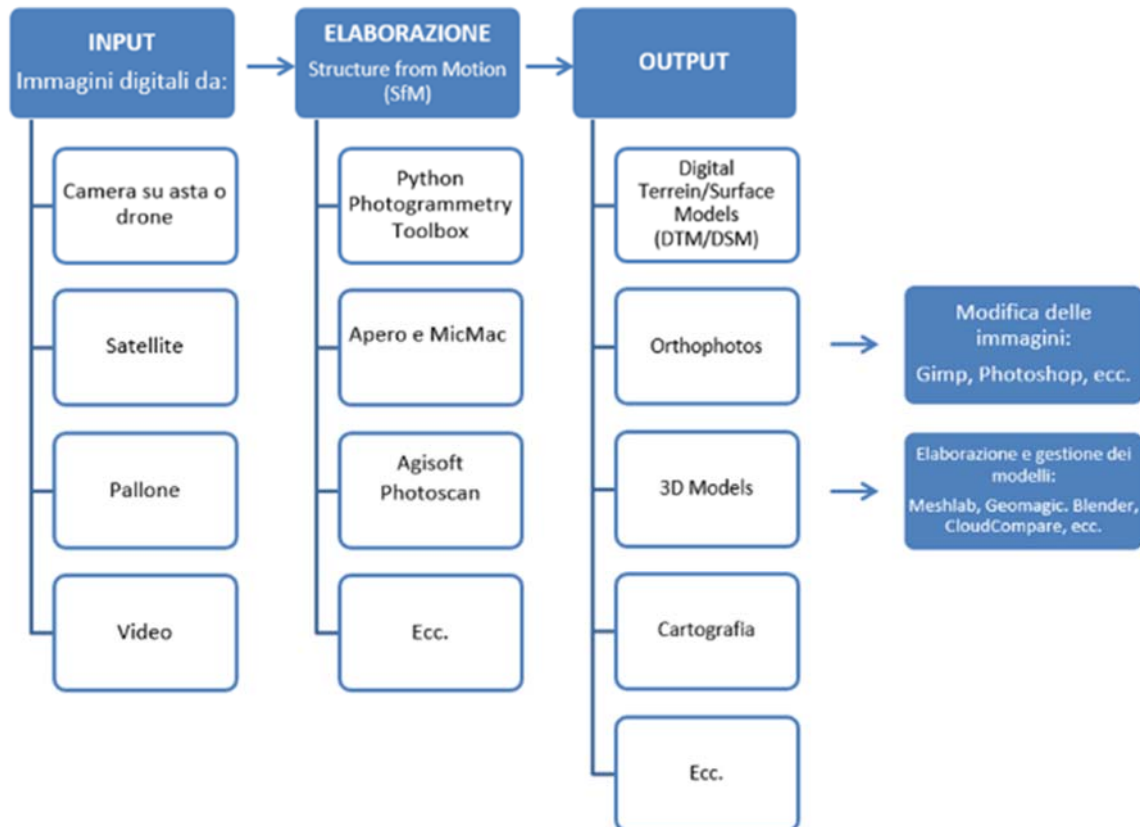 INPUT
Immagini digitali da:
Camera su asta o
drone
Satellite
Pallone
Video
ELABORAZIONE
Structure from Motion
(SfM)
Python
Photogrammetry
Toolbox
Apero e MicMac
Agisoft
Photoscan
Ecc.
OUTPUT
Digital
Terrein/Surface
Models
(DTM/DSM)
Orthophotos
3D Models
Cartografia
Ecc.
Modifica delle
immagini:
Gimp, Photoshop, ecc.
Elaborazione e gestione dei
modelli:
Meshlab, Geomagic. Blender,
CloudCompare, ecc.